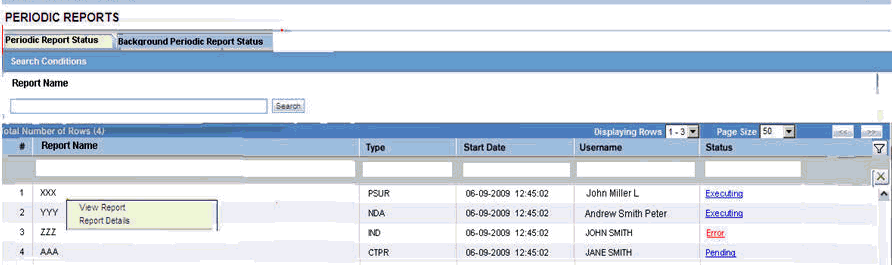 PERIODIC REPORTS
Periodic Report Status Background Periodic Report Status
Search Conditions
Report Name
Search
Total Number of Rows (4) Displaying Rows 1 - 3 Page Size 50 << >>
# Report Name Type Start Date Username Status
1 XXX PSUR 06-09-2009 12:45:02 John Miller L Executing
2 YYY NDA 06-09-2009 12:45:02 Andrew Smith Peter Executing
View Report
Report Details
3 ZZZ IND 06-09-2009 12:45:02 JOHN SMITH Error
4 AAA CTPR 06-09-2009 12:45:02 JANE SMITH Pending